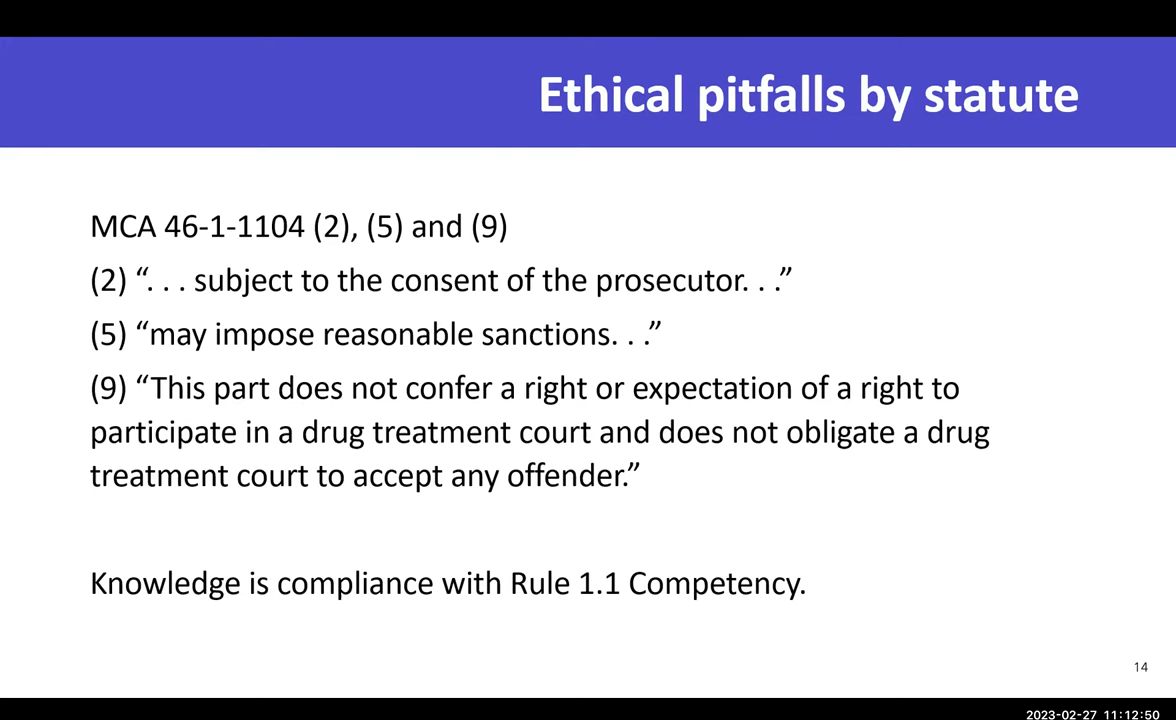 Ethical pitfalls by statute
MCA 46-1-1104 (2), (5) and (9)
(2) “. . . subject to the consent of the prosecutor. . .”
(5) “may impose reasonable sanctions. . .”
(9) “This part does not confer a right or expectation of a right to
participate in a drug treatment court and does not obligate a drug
treatment court to accept any offender.”
Knowledge is compliance with Rule 1.1 Competency.
14
2023-02-27 11:12:50